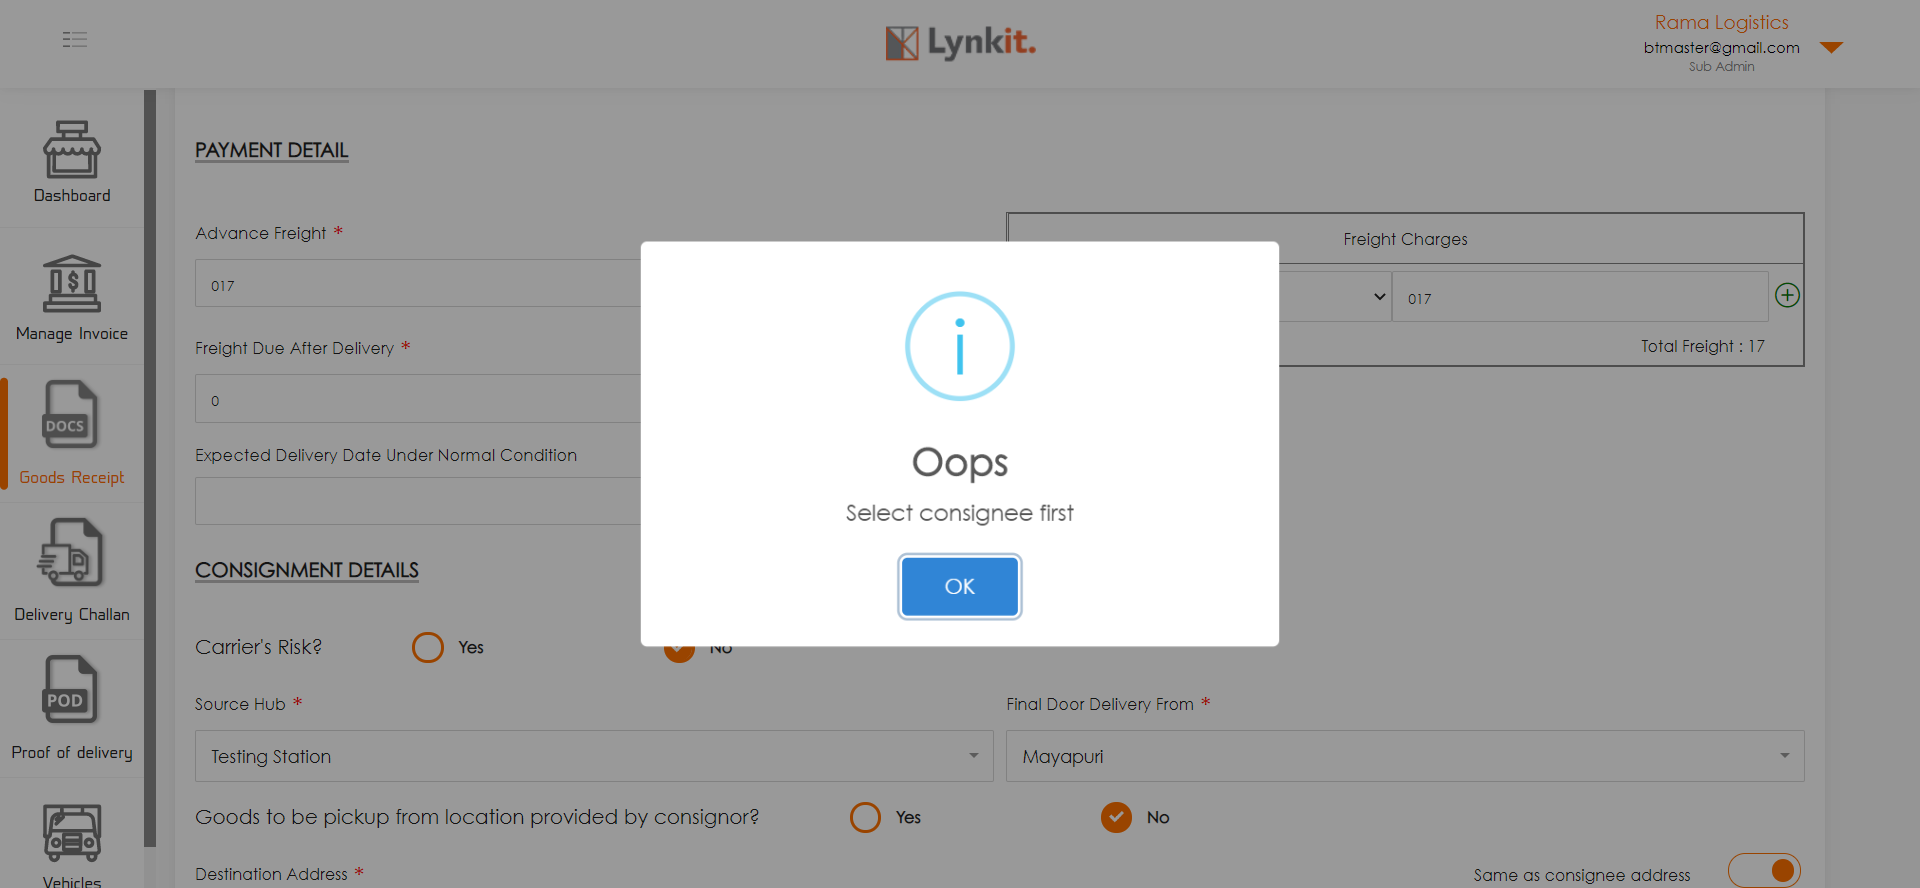 Lynkit.
Rama Logistics
btmaster@gmail.com
Sub Admin
Dashboard
Manage Invoice
DOCS
Goods Receipt
Delivery Challan
POD
Proof of delivery
Vehicles
PAYMENT DETAIL
Advance Freight *
017
Freight Due After Delivery *
0
Expected Delivery Date Under Normal Condition
Freight Charges
017
Total Freight : 17
Oops
Select consignee first
OK
CONSIGNMENT DETAILS
Carrier's Risk? Yes No
Source Hub *
Testing Station
Final Door Delivery From *
Mayapuri
Goods to be pickup from location provided by consignor? Yes No
Destination Address *
Same as consignee address